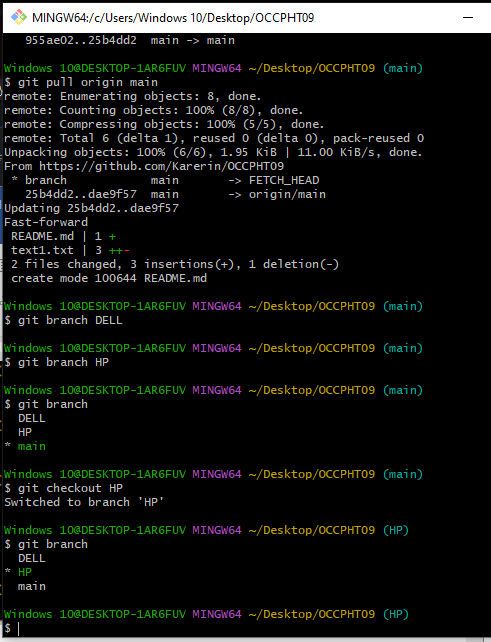 MINGW64:/c/Users/Windows 10/Desktop/OCCPHT09
955ae02..25b4dd2  main -> main
Windows 10@DESKTOP-1AR6FUV MINGW64 ~/Desktop/OCCPHT09 (main)
$ git pull origin main
remote: Enumerating objects: 8, done.
remote: Counting objects: 100% (8/8), done.
remote: Compressing objects: 100% (5/5), done.
remote: Total 6 (delta 1), reused 0 (delta 0), pack-reused 0
Unpacking objects: 100% (6/6), 1.95 KiB | 11.00 KiB/s, done.
From https://github.com/Karerin/OCCPHT09
 * branch            main       -> FETCH_HEAD
   25b4dd2..dae9f57  main       -> origin/main
Updating 25b4dd2..dae9f57
Fast-forward
 README.md | 1 +
 text1.txt | 3 ++-
 2 files changed, 3 insertions(+), 1 deletion(-)
 create mode 100644 README.md
Windows 10@DESKTOP-1AR6FUV MINGW64 ~/Desktop/OCCPHT09 (main)
$ git branch DELL
Windows 10@DESKTOP-1AR6FUV MINGW64 ~/Desktop/OCCPHT09 (main)
$ git branch HP
Windows 10@DESKTOP-1AR6FUV MINGW64 ~/Desktop/OCCPHT09 (main)
$ git branch
  DELL
  HP
* main
Windows 10@DESKTOP-1AR6FUV MINGW64 ~/Desktop/OCCPHT09 (main)
$ git checkout HP
Switched to branch 'HP'
Windows 10@DESKTOP-1AR6FUV MINGW64 ~/Desktop/OCCPHT09 (HP)
$ git branch
  DELL
* HP
  main
Windows 10@DESKTOP-1AR6FUV MINGW64 ~/Desktop/OCCPHT09 (HP)
$